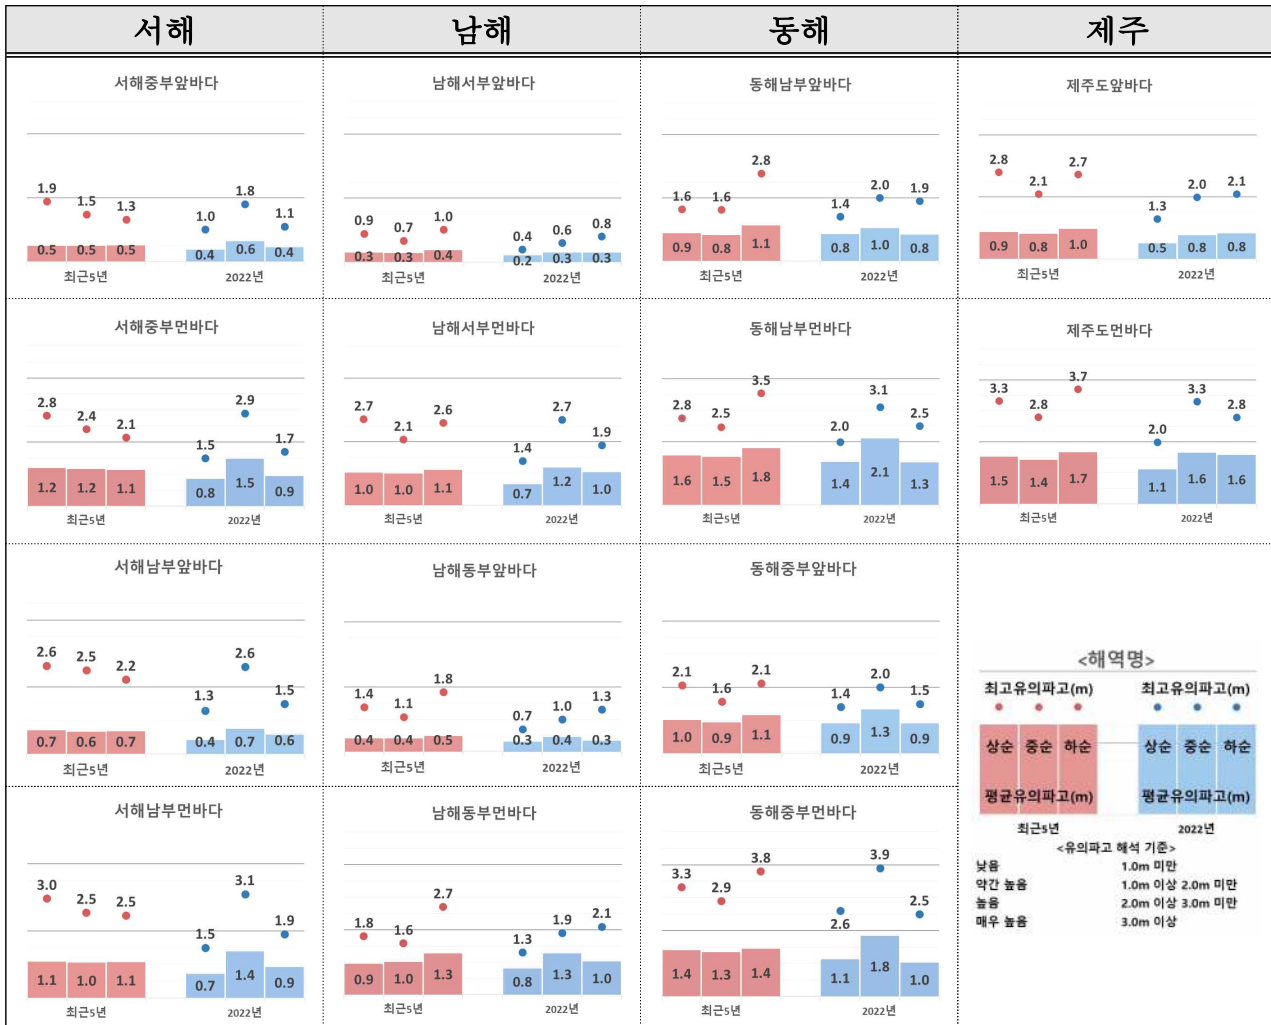 서해 남해 동해 제주
서해중부앞바다
1.9 1.5 1.3 1.0 1.8 1.1
0.5 0.5 0.5 0.4 0.6 0.4
최근5년 2022년
남해서부앞바다
0.9 0.7 1.0 0.4 0.6 0.8
0.3 0.3 0.4 0.2 0.3 0.3
최근5년 2022년
동해남부앞바다
1.6 1.6 2.8 1.4 2.0 1.9
0.9 0.8 1.1 0.8 1.0 0.8
최근5년 2022년
제주도앞바다
2.8 2.1 2.7 1.3 2.0 2.1
0.9 0.8 1.0 0.5 0.8 0.8
최근5년 2022년
서해중부먼바다
2.8 2.4 2.1 1.5 2.9 1.7
1.2 1.2 1.1 0.8 1.5 0.9
최근5년 2022년
남해서부먼바다
2.7 2.1 2.6 1.4 2.7 1.9
1.0 1.0 1.1 0.7 1.2 1.0
최근5년 2022년
동해남부먼바다
2.8 2.5 3.5 2.0 3.1 2.5
1.6 1.5 1.8 1.4 2.1 1.3
최근5년 2022년
제주도먼바다
3.3 2.8 3.7 2.0 3.3 2.8
1.5 1.4 1.7 1.1 1.6 1.6
최근5년 2022년
서해남부앞바다
2.6 2.5 2.2 1.3 2.6 1.5
0.7 0.6 0.7 0.4 0.7 0.6
최근5년 2022년
남해동부앞바다
1.4 1.1 1.8 0.7 1.0 1.3
0.4 0.4 0.5 0.3 0.4 0.3
최근5년 2022년
동해중부앞바다
2.1 1.6 2.1 1.4 2.0 1.5
1.0 0.9 1.1 0.9 1.3 0.9
최근5년 2022년
<해역명>
최고유의파고(m) 최고유의파고(m)
상순 중순 하순 상순 중순 하순
평균유의파고(m) 평균유의파고(m)
최근5년 2022년
<유의파고 해석 기준>
낮음 1.0m 미만
약간 높음 1.0m 이상 2.0m 미만
높음 2.0m 이상 3.0m 미만
매우 높음 3.0m 이상
서해남부먼바다
3.0 2.5 2.5 1.5 3.1 1.9
1.1 1.0 1.1 0.7 1.4 0.9
최근5년 2022년
남해동부먼바다
1.8 1.6 2.7 1.3 1.9 2.1
0.9 1.0 1.3 0.8 1.3 1.0
최근5년 2022년
동해중부먼바다
3.3 2.9 3.8 2.6 3.9 2.5
1.4 1.3 1.4 1.1 1.8 1.0
최근5년 2022년